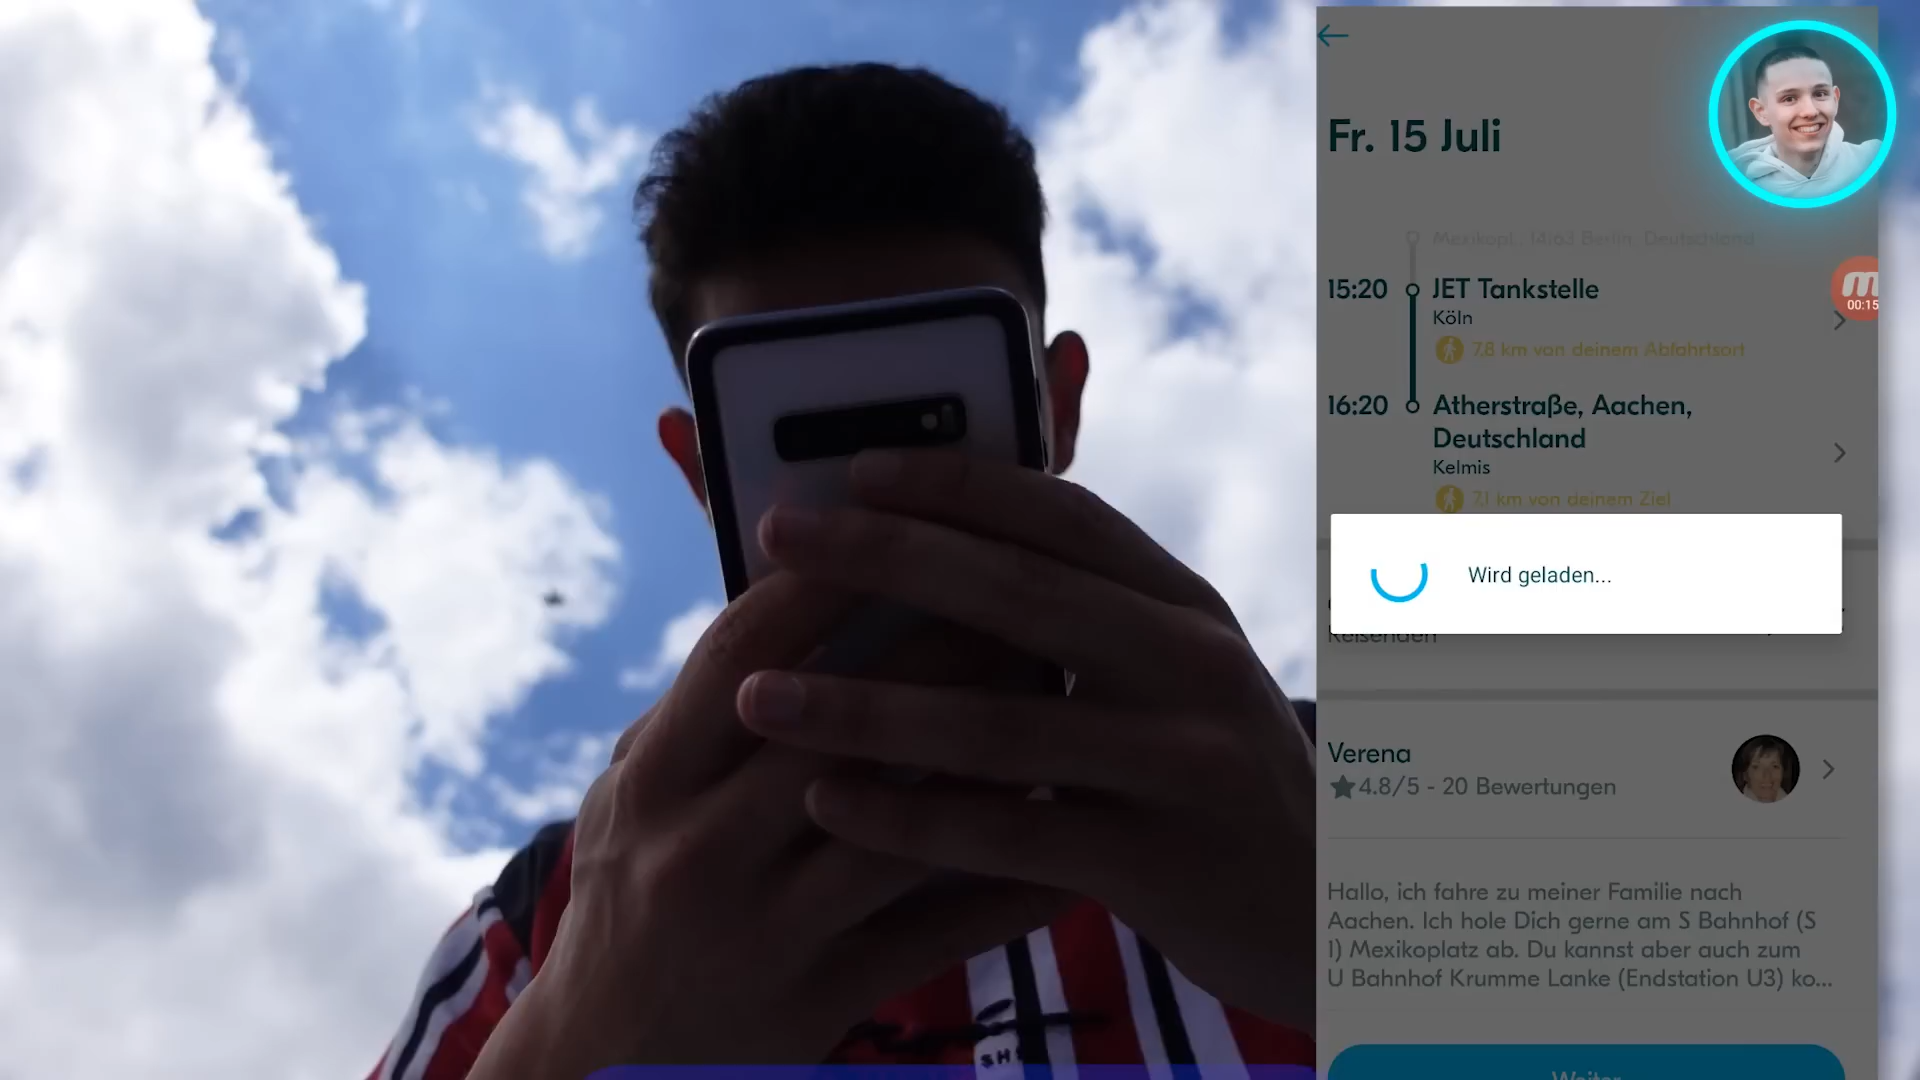 Fr. 15 Juli
Mexikopl., 14163 Berlin, Deutschland
15:20 JET Tankstelle
Köln
00:15
7,8 km von deinem Abfahrtsort
16:20 Atherstraße, Aachen,
Deutschland
Kelmis
7,1 km von deinem Ziel
Wird geladen...
Reisenden
Verena
4.8/5 - 20 Bewertungen
Hallo, ich fahre zu meiner Familie nach
Aachen. Ich hole Dich gerne am S Bahnhof (S
1) Mexikoplatz ab. Du kannst aber auch zum
U Bahnhof Krumme Lanke (Endstation U3) ko...
SH
Weiter